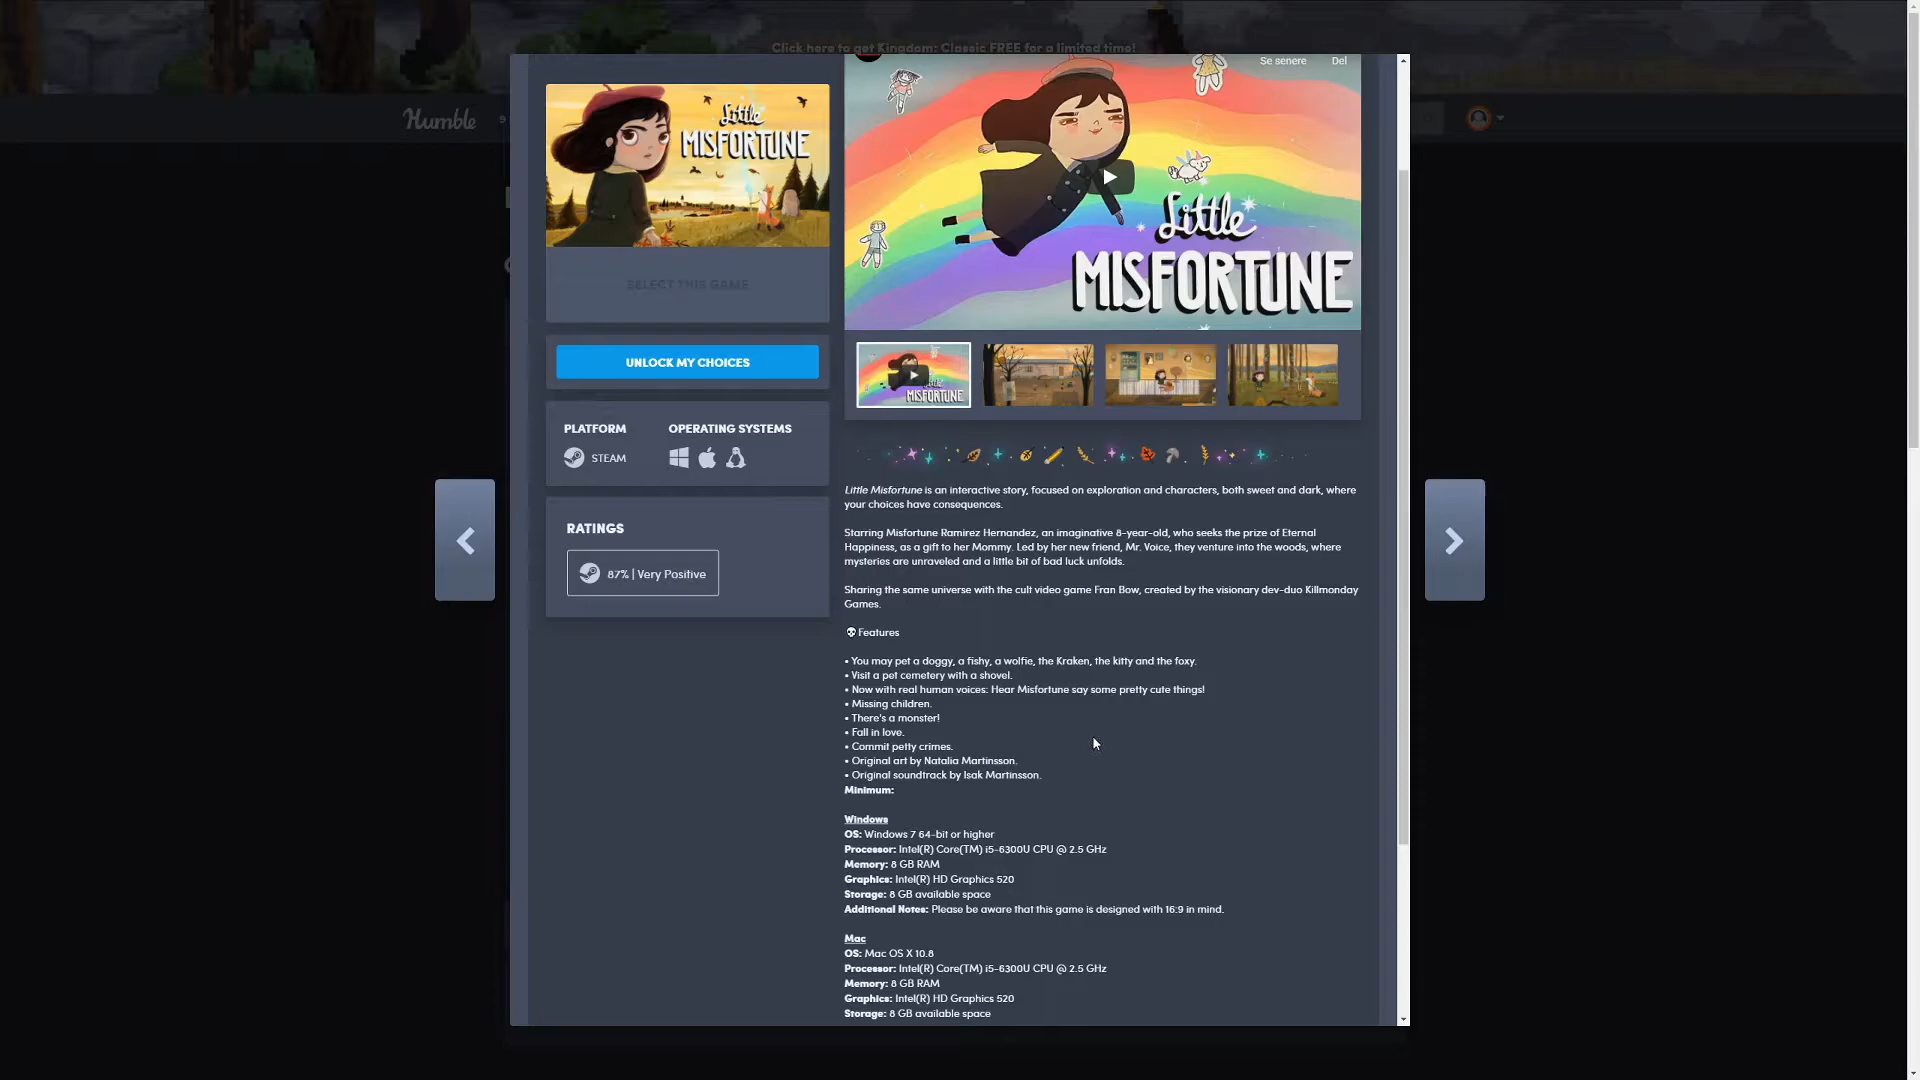 Click here to get Kingdom: Classic FREE for a limited time!
Humble
Se senere
Del
Little
MISFORTUNE
Little
MISFORTUNE
SELECT THIS GAME
UNLOCK MY CHOICES
Little
MISFORTUNE
PLATFORM
OPERATING SYSTEMS
STEAM
RATINGS
87% | Very Positive
Little Misfortune is an interactive story, focused on exploration and characters, both sweet and dark, where
your choices have consequences.
Starring Misfortune Ramirez Hernandez, an imaginative 8-year-old, who seeks the prize of Eternal
Happiness, as a gift to her Mommy. Led by her new friend, Mr. Voice, they venture into the woods, where
mysteries are unraveled and a little bit of bad luck unfolds.
Sharing the same universe with the cult video game Fran Bow, created by the visionary dev-duo Killmonday
Games.
💀Features
• You may pet a doggy, a fishy, a wolfie, the Kraken, the kitty and the foxy.
• Visit a pet cemetery with a shovel.
• Now with real human voices: Hear Misfortune say some pretty cute things!
• Missing children.
• There's a monster!
• Fall in love.
• Commit petty crimes.
• Original art by Natalia Martinsson.
• Original soundtrack by Isak Martinsson.
Minimum:
Windows
OS: Windows 7 64-bit or higher
Processor: Intel(R) Core(TM) i5-6300U CPU @ 2.5 GHz
Memory: 8 GB RAM
Graphics: Intel(R) HD Graphics 520
Storage: 8 GB available space
Additional Notes: Please be aware that this game is designed with 16:9 in mind.
Mac
OS: Mac OS X 10.8
Processor: Intel(R) Core(TM) i5-6300U CPU @ 2.5 GHz
Memory: 8 GB RAM
Graphics: Intel(R) HD Graphics 520
Storage: 8 GB available space